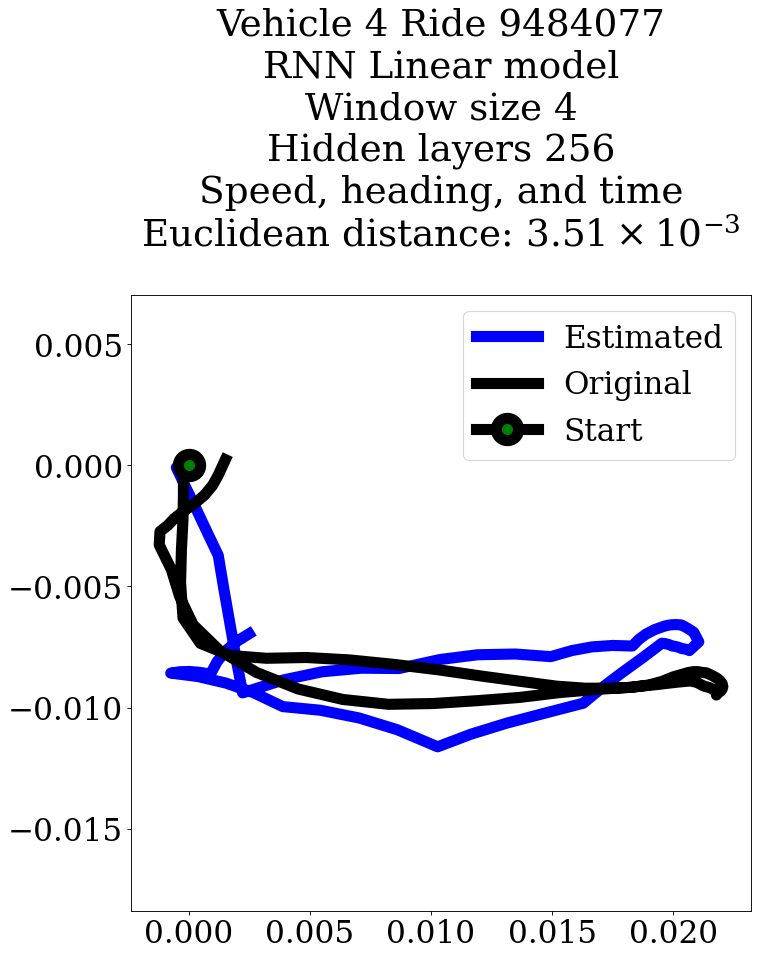 Vehicle 4 Ride 9484077
RNN Linear model
Window size 4
Hidden layers 256
Speed, heading, and time
Euclidean distance: 3.51 × 10⁻³
Estimated
Original
Start
0.005
0.000
−0.005
−0.010
−0.015
0.000 0.005 0.010 0.015 0.020